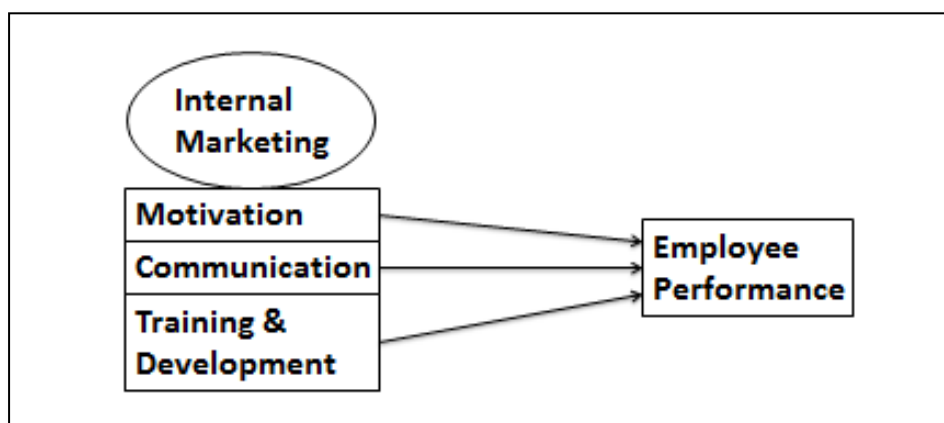 Internal
Marketing
Motivation
Communication
Training &
Development
Employee
Performance